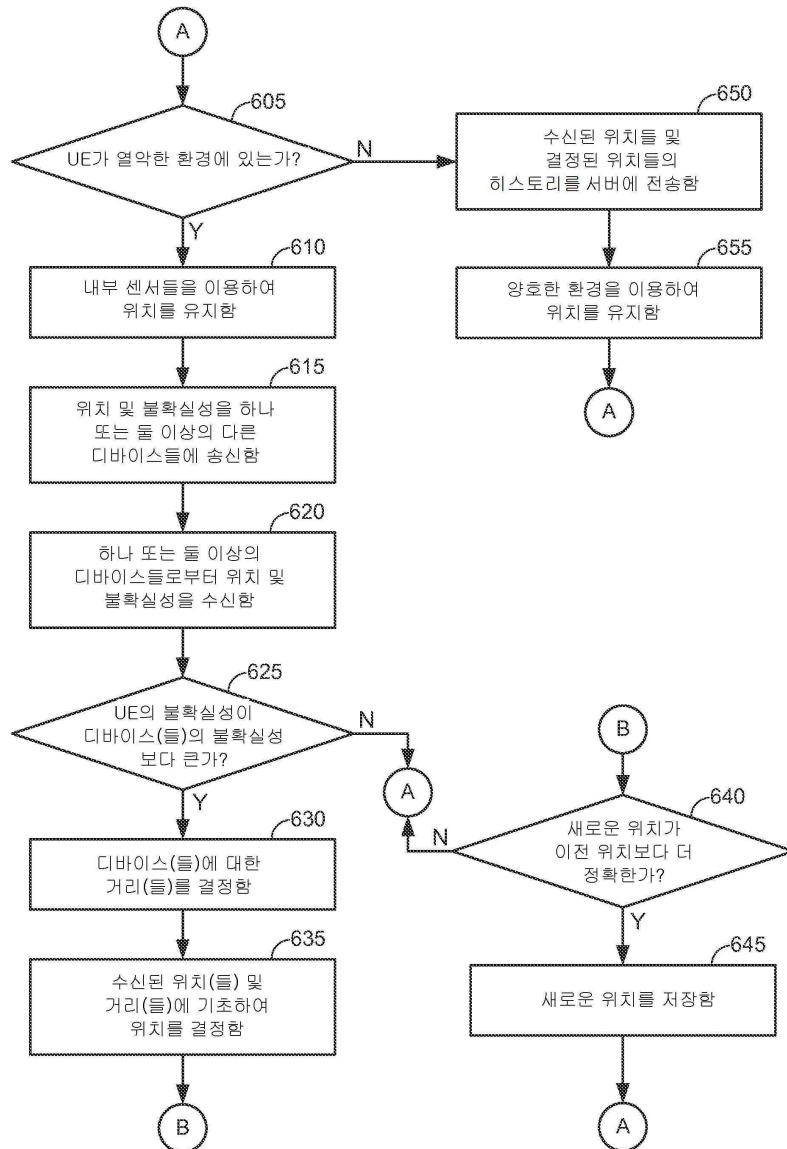 A
605
UE가 열악한 환경에 있는가?
N
Y
610
내부 센서들을 이용하여
위치를 유지함
615
위치 및 불확실성을 하나
또는 둘 이상의 다른
디바이스들에 송신함
620
하나 또는 둘 이상의
디바이스들로부터 위치 및
불확실성을 수신함
625
UE의 불확실성이
디바이스(들)의 불확실성
보다 큰가?
N
Y
A
630
디바이스(들)에 대한
거리(들)를 결정함
635
수신된 위치(들) 및
거리(들)에 기초하여
위치를 결정함
B
650
수신된 위치들 및
결정된 위치들의
히스토리를 서버에 전송함
655
양호한 환경을 이용하여
위치를 유지함
A
B
640
새로운 위치가
이전 위치보다 더
정확한가?
N
Y
645
새로운 위치를 저장함
A